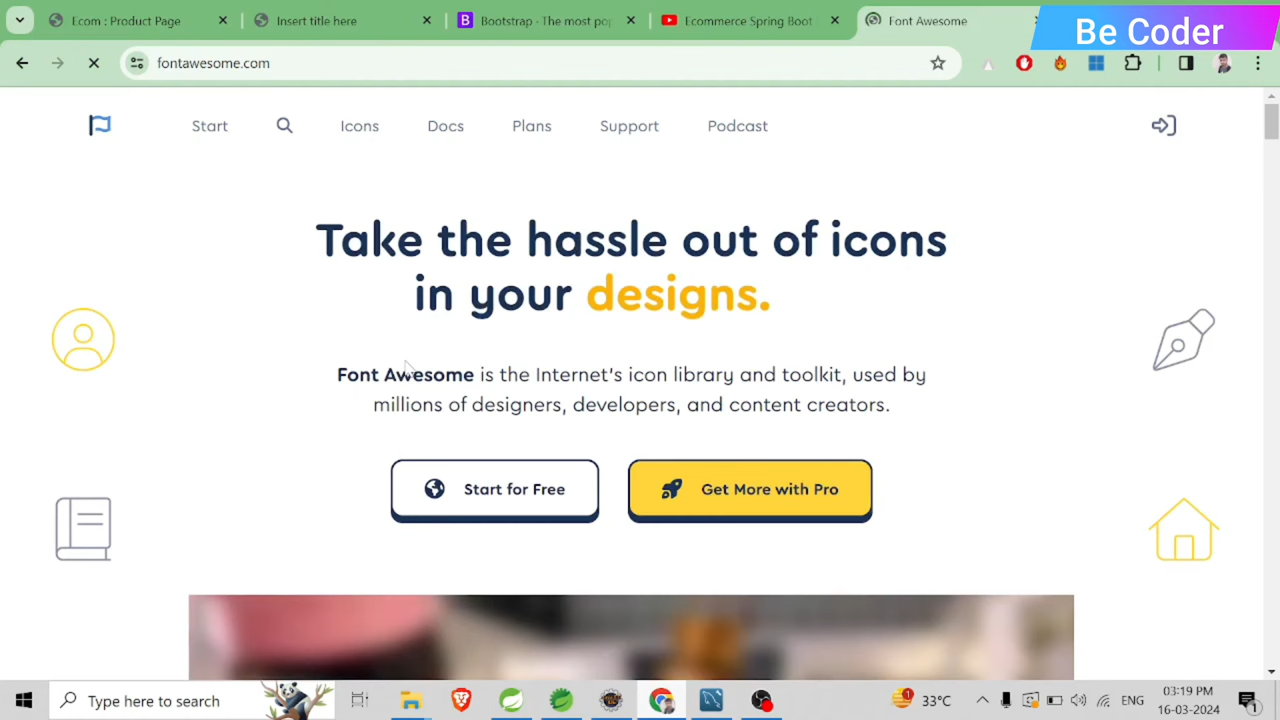 Ecom : Product Page
Insert title here
Bootstrap · The most pop
Ecommerce Spring Boot
Font Awesome
Be Coder
fontawesome.com
Start
Icons
Docs
Plans
Support
Podcast
Take the hassle out of icons
in your designs.
Font Awesome is the Internet's icon library and toolkit, used by
millions of designers, developers, and content creators.
Start for Free
Get More with Pro
Type here to search
33°C
ENG
03:19 PM
16-03-2024